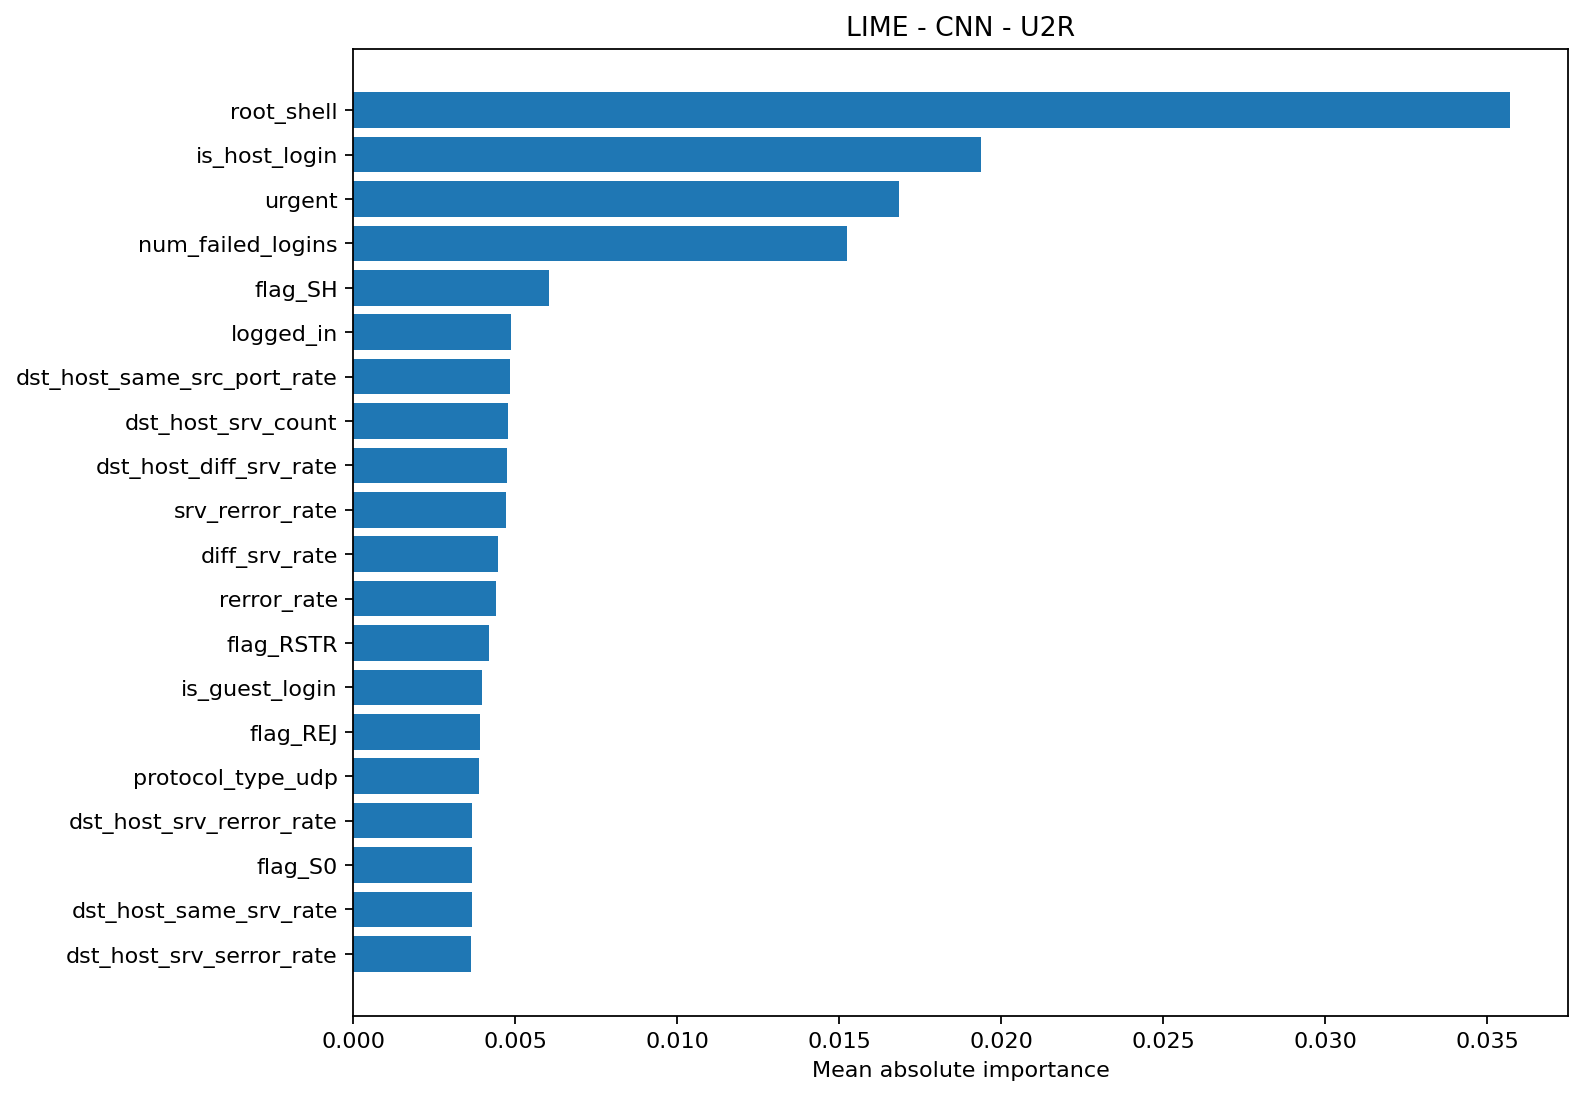 LIME - CNN - U2R
root_shell
is_host_login
urgent
num_failed_logins
flag_SH
logged_in
dst_host_same_src_port_rate
dst_host_srv_count
dst_host_diff_srv_rate
srv_rerror_rate
diff_srv_rate
rerror_rate
flag_RSTR
is_guest_login
flag_REJ
protocol_type_udp
dst_host_srv_rerror_rate
flag_S0
dst_host_same_srv_rate
dst_host_srv_serror_rate
0.000 0.005 0.010 0.015 0.020 0.025 0.030 0.035
Mean absolute importance